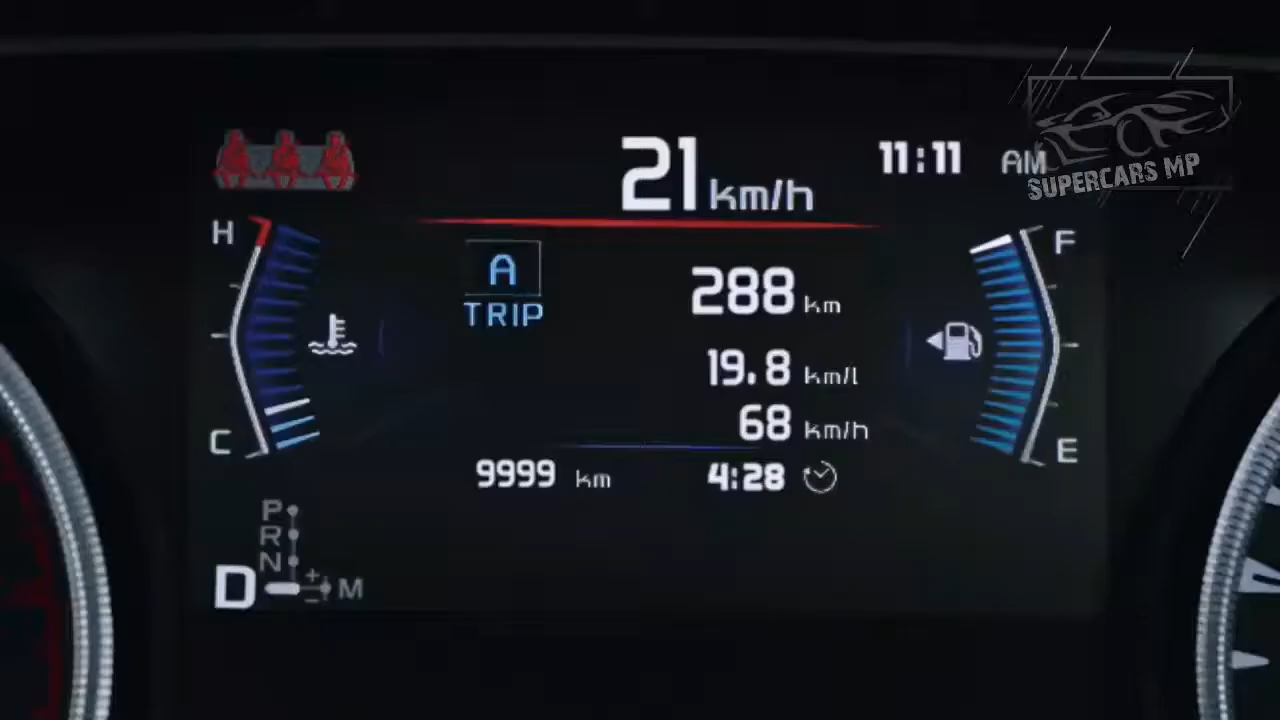 21 km/h
11:11 AM
SUPERCARS MP
H
F
A
TRIP
288 km
19.8 km/l
68 km/h
C
E
9999 km
4:28
P
R
N
D
+
-
M